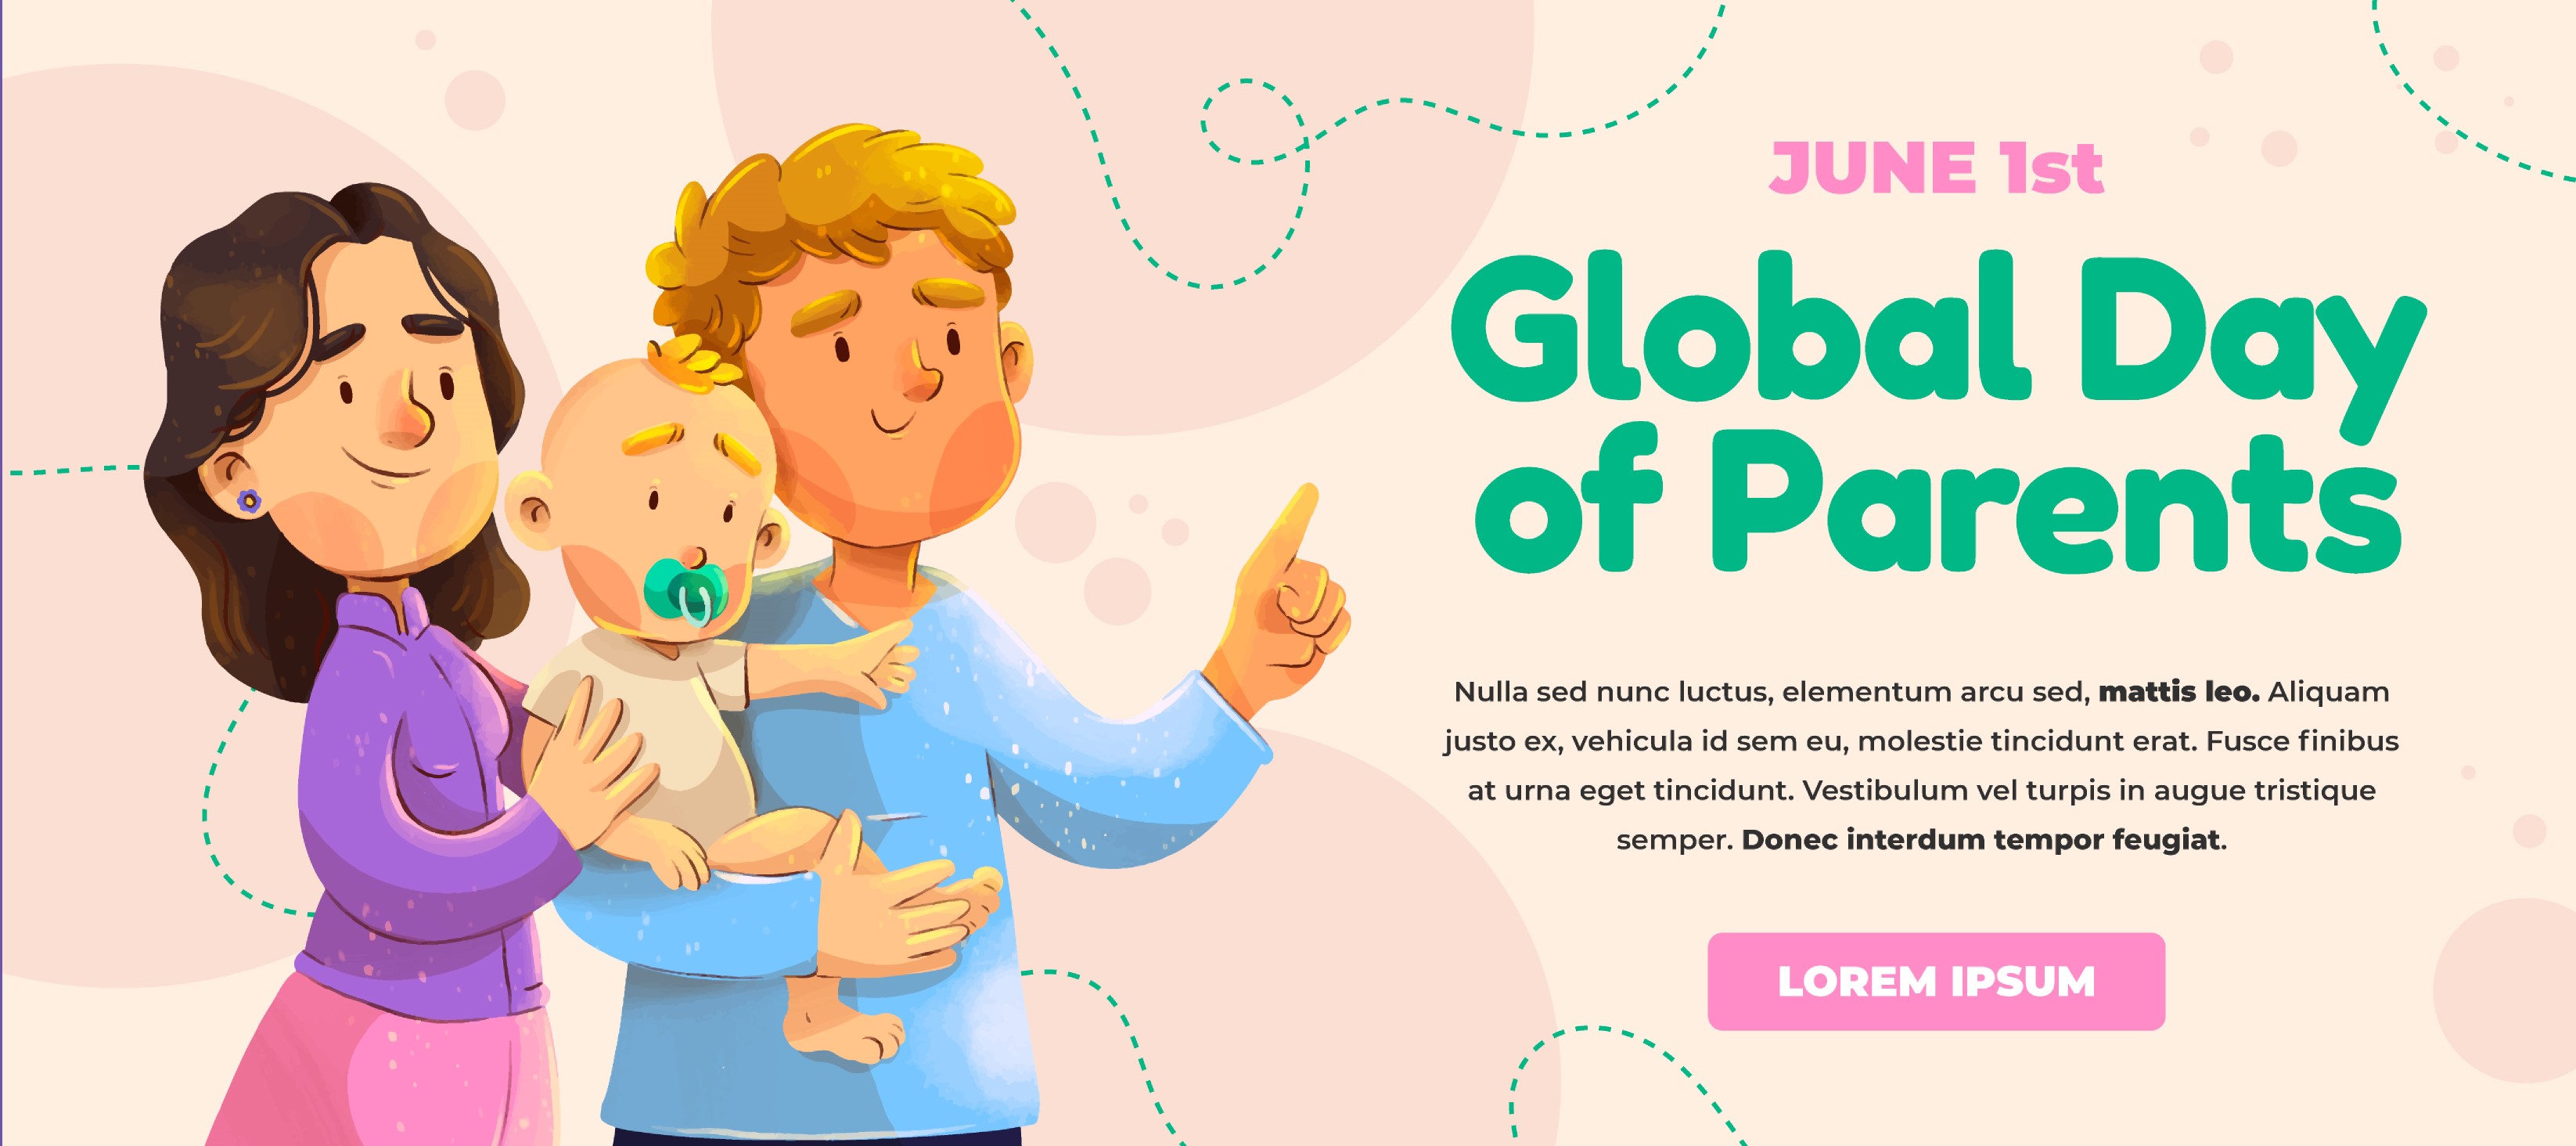 JUNE 1st
Global Day
of Parents
Nulla sed nunc luctus, elementum arcu sed, mattis leo. Aliquam
justo ex, vehicula id sem eu, molestie tincidunt erat. Fusce finibus
at urna eget tincidunt. Vestibulum vel turpis in augue tristique
semper. Donec interdum tempor feugiat.
LOREM IPSUM